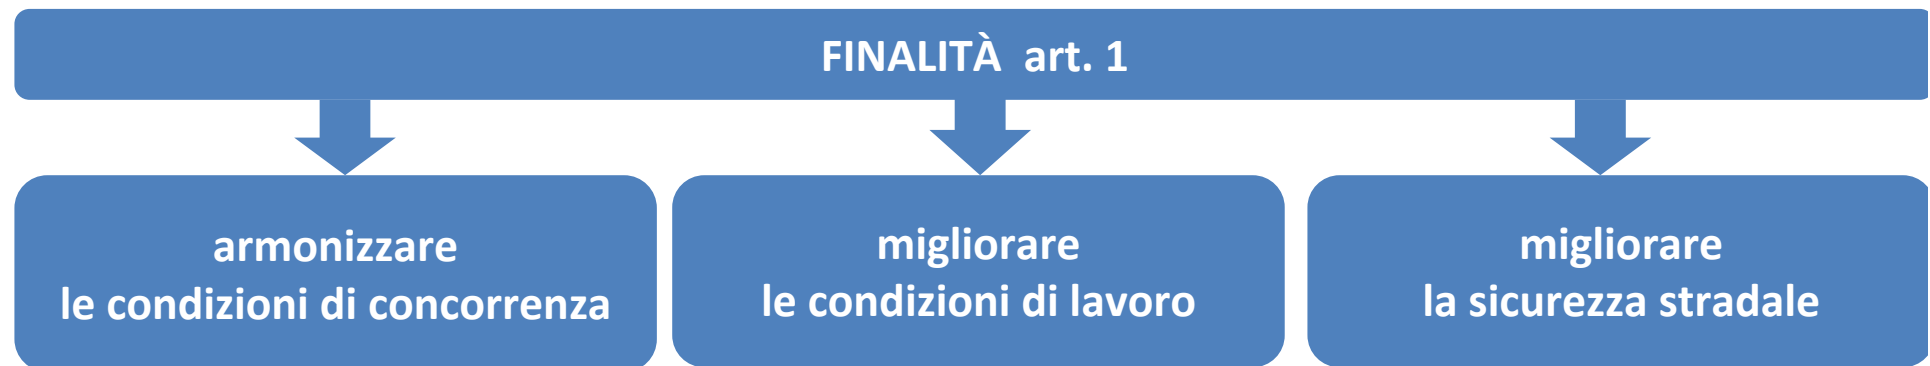 FINALITÀ art. 1
armonizzare
le condizioni di concorrenza
migliorare
le condizioni di lavoro
migliorare
la sicurezza stradale